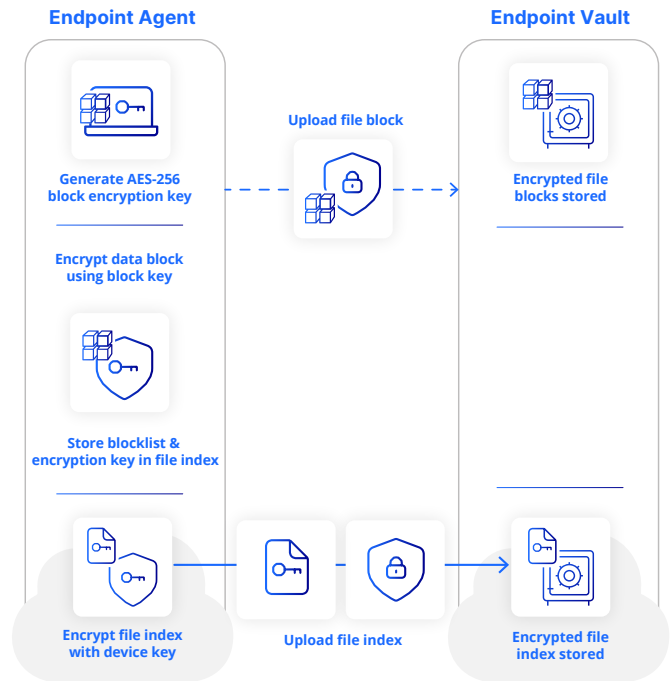 Endpoint Agent
Endpoint Vault
Upload file block
Generate AES-256
block encryption key
Encrypted file
blocks stored
Encrypt data block
using block key
Store blocklist &
encryption key in file index
Encrypt file index
with device key
Upload file index
Encrypted file
index stored